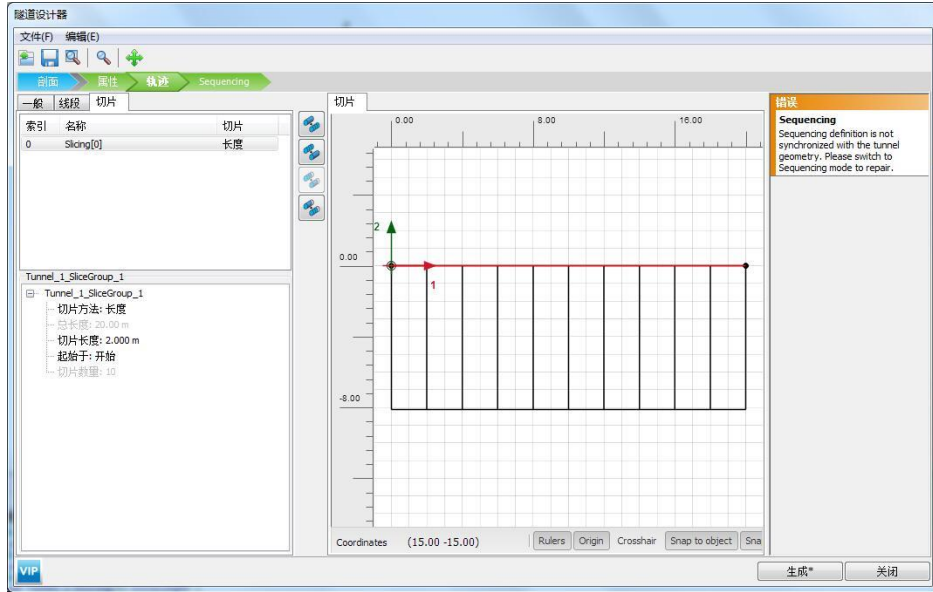 隧道设计器
文件(F) 编辑(E)
剖面 属性 轨迹 Sequencing
一般 线段 切片
索引 名称 切片
0 Slicing[0] 长度
Tunnel_1_SliceGroup_1
Tunnel_1_SliceGroup_1
切片方法: 长度
总长度: 20.00 m
切片长度: 2.000 m
起始于: 开始
切片数量: 10
切片
0.00 8.00 16.00
2
0.00
1
-8.00
Coordinates (15.00 -15.00) Rulers Origin Crosshair Snap to object Sna
错误
Sequencing
Sequencing definition is not
synchronized with the tunnel
geometry. Please switch to
Sequencing mode to repair.
VIP
生成* 关闭